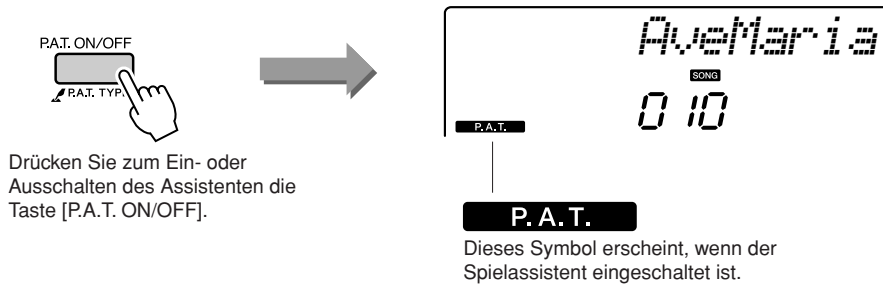 P.A.T. ON/OFF
P.A.T. TYP
Drücken Sie zum Ein- oder
Ausschalten des Assistenten die
Taste [P.A.T. ON/OFF].
AveMaria
SONG
010
P.A.T.
P.A.T.
Dieses Symbol erscheint, wenn der
Spielassistent eingeschaltet ist.